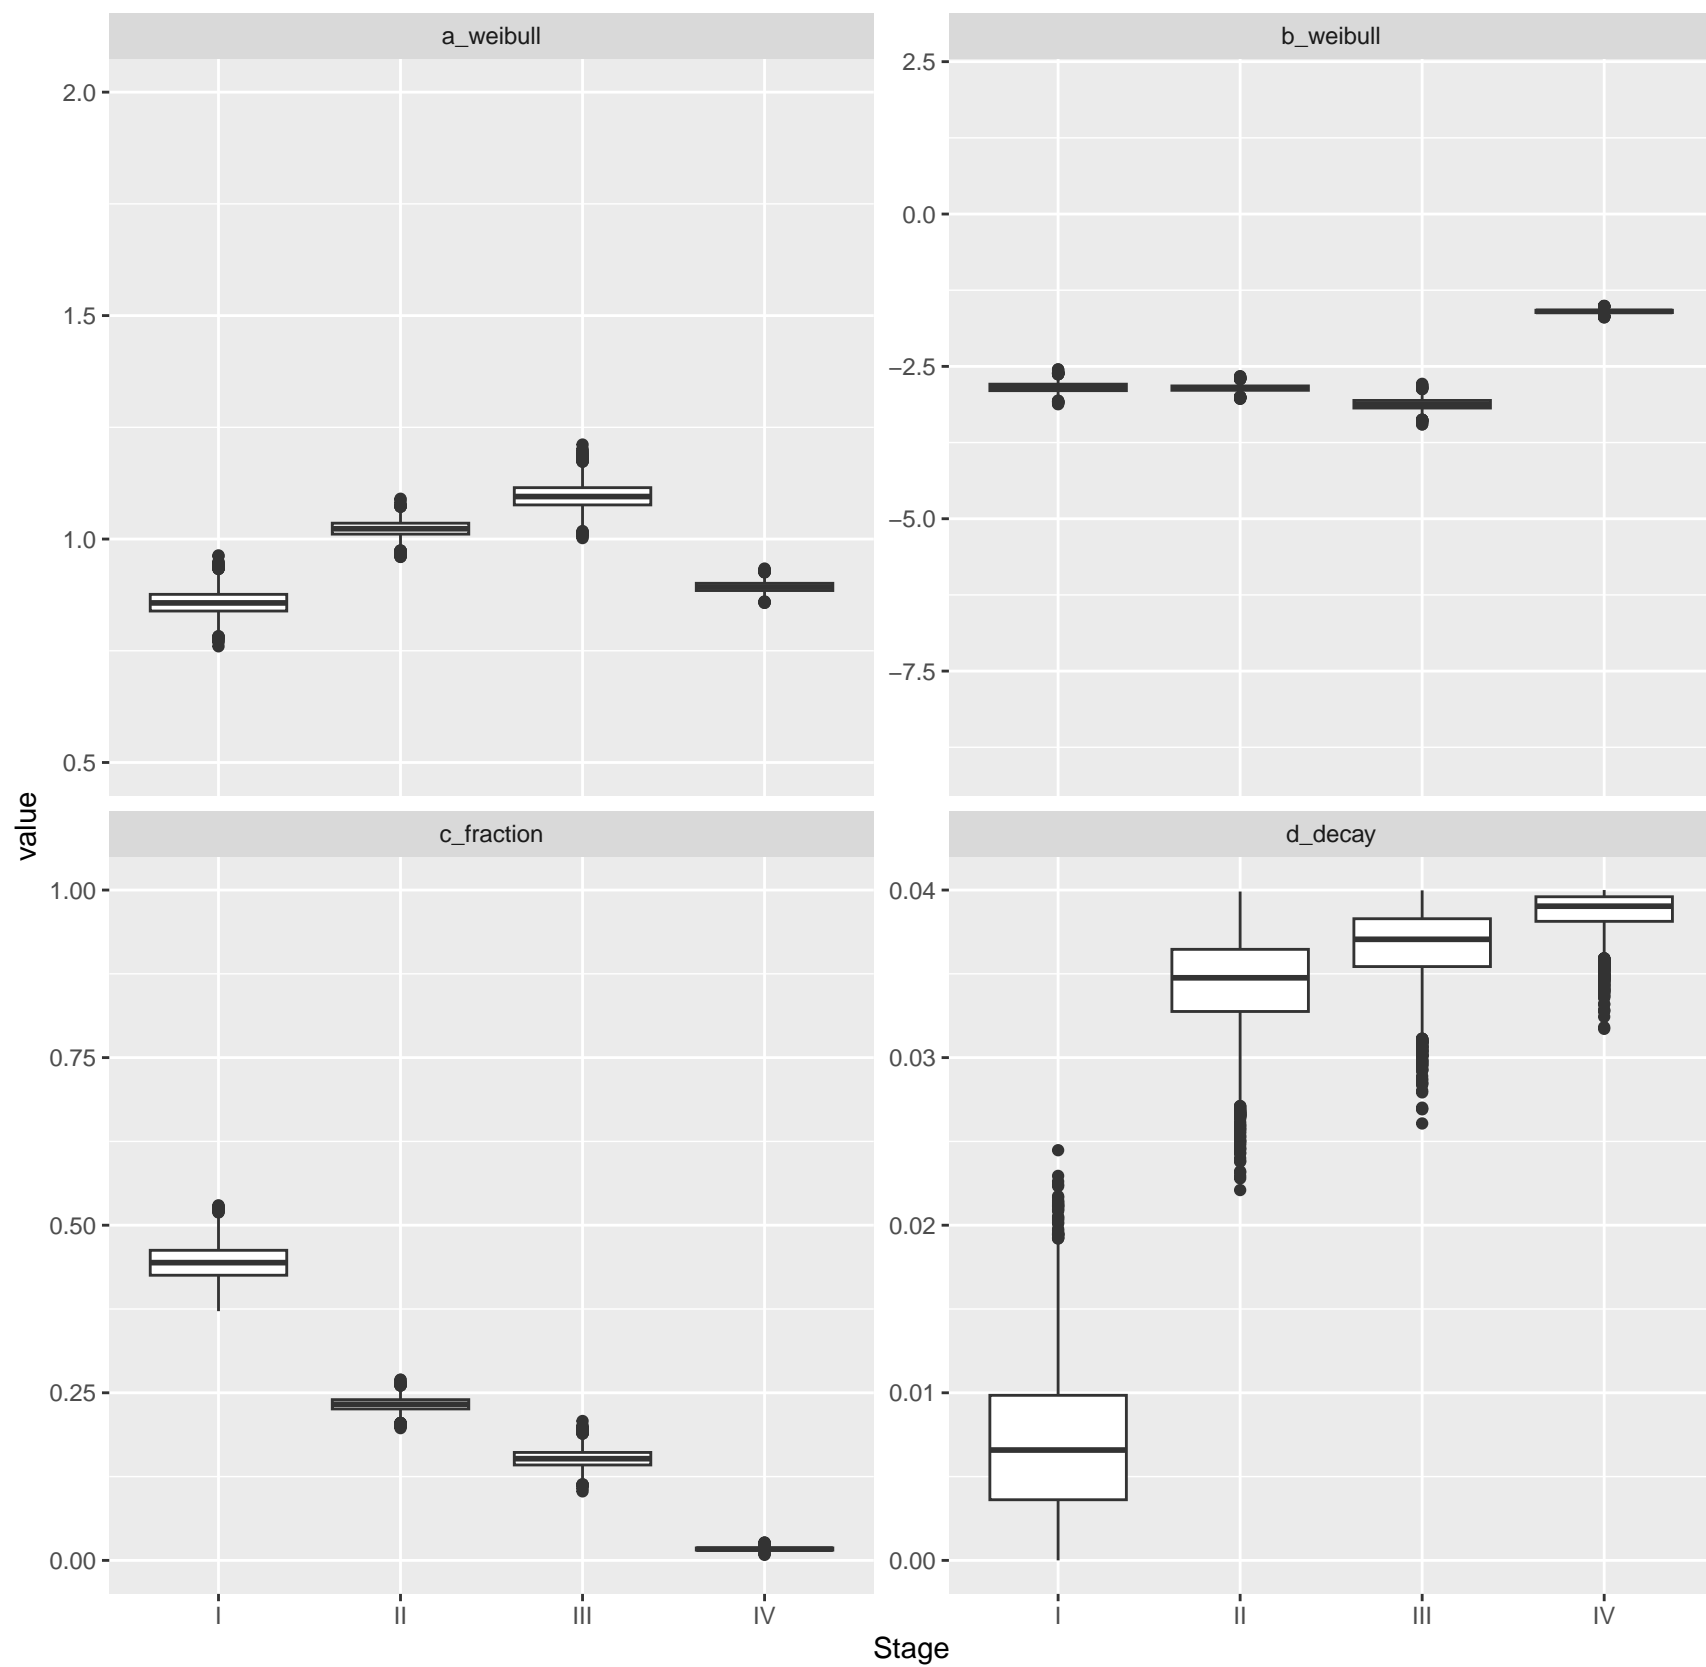 a_weibull
b_weibull
2.0
1.5
1.0
0.5
2.5
0.0
−2.5
−5.0
−7.5
c_fraction
d_decay
1.00
0.75
0.50
0.25
0.00
0.04
0.03
0.02
0.01
0.00
I II III IV
I II III IV
Stage
value